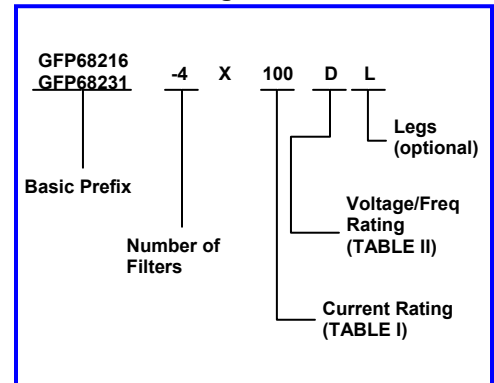 GFP68216
GFP68231
-4 X 100 D L
Legs
(optional)
Basic Prefix
Voltage/Freq
Rating
(TABLE II)
Number of
Filters
Current Rating
(TABLE I)